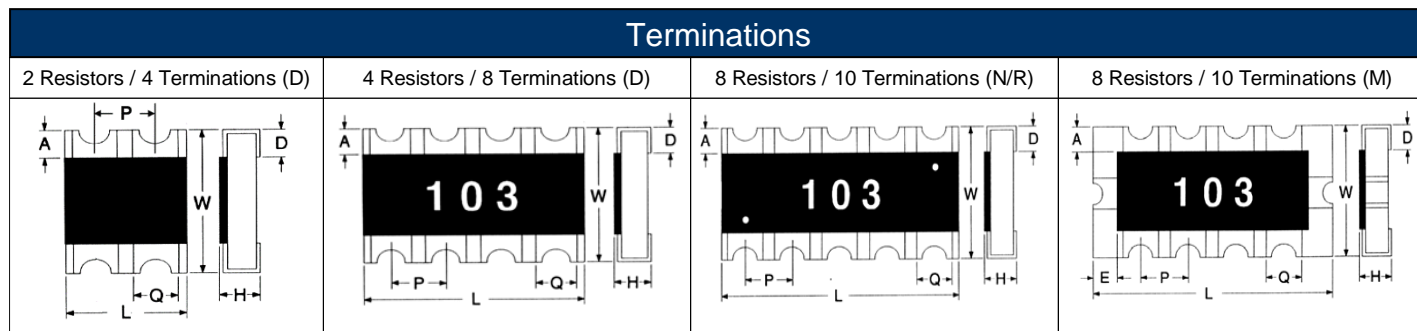 Terminations
2 Resistors / 4 Terminations (D)
4 Resistors / 8 Terminations (D)
8 Resistors / 10 Terminations (N/R)
8 Resistors / 10 Terminations (M)
P
A
D
W
Q
H
L
A
D
103
W
P
Q
H
L
A
D
103
W
P
Q
H
L
A
D
103
W
E
P
Q
H
L